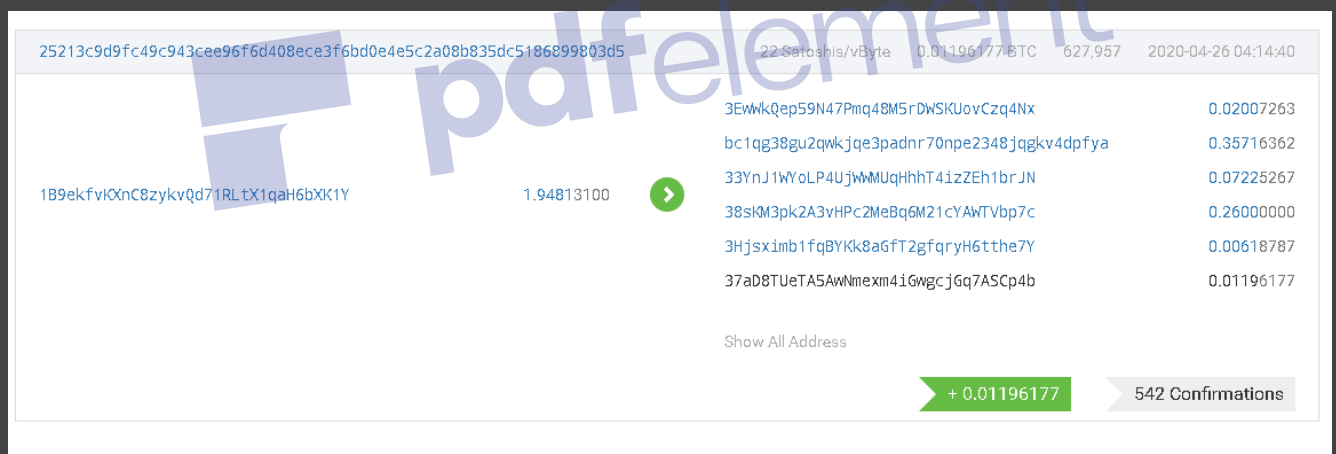 pdfelement
25213c9d9fc49c943cee96f6d408ece3f6bd0e4e5c2a08b835dc5186899803d5 22 Satoshis/vByte 0.01196177 BTC 627,957 2020-04-26 04:14:40
3EwWkQep59N47Pmq48M5rDWSKUovCzq4Nx 0.02007263
bc1qg38gu2qwkjqe3padnr70npe2348jqgkv4dpfya 0.35716362
1B9ekfvKXnC8zykvQd71RLtX1qaH6bXK1Y 1.94813100
33YnJ1WYoLP4UjWWMUqHhhT4izZEh1brJN 0.07225267
38sKM3pk2A3vHPc2MeBq6M21cYAWTVbp7c 0.26000000
3Hjsximb1fqBYKk8aGfT2gfqryH6tthe7Y 0.00618787
37aD8TUeTA5AwNmexm4iGwgcjGq7ASCp4b 0.01196177
Show All Address
+ 0.01196177 542 Confirmations